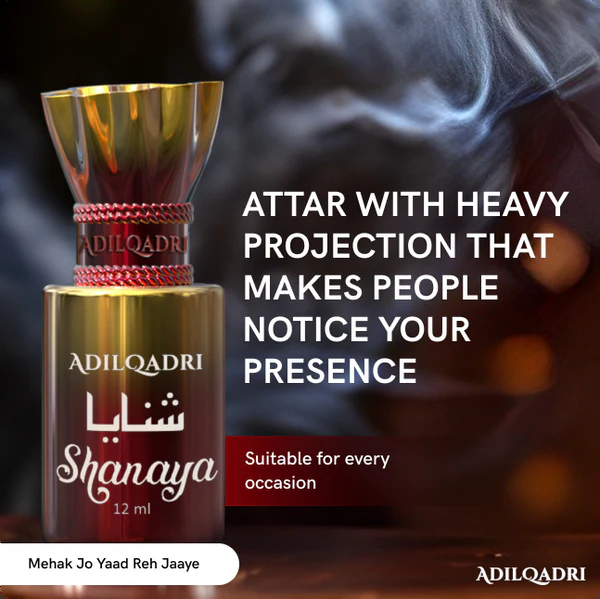 ADILQADRI
ADILQADRI
شنايا
Shanaya
12 ml
ATTAR WITH HEAVY
PROJECTION THAT
MAKES PEOPLE
NOTICE YOUR
PRESENCE
Suitable for every
occasion
Mehak Jo Yaad Reh Jaaye
ADILQADRI